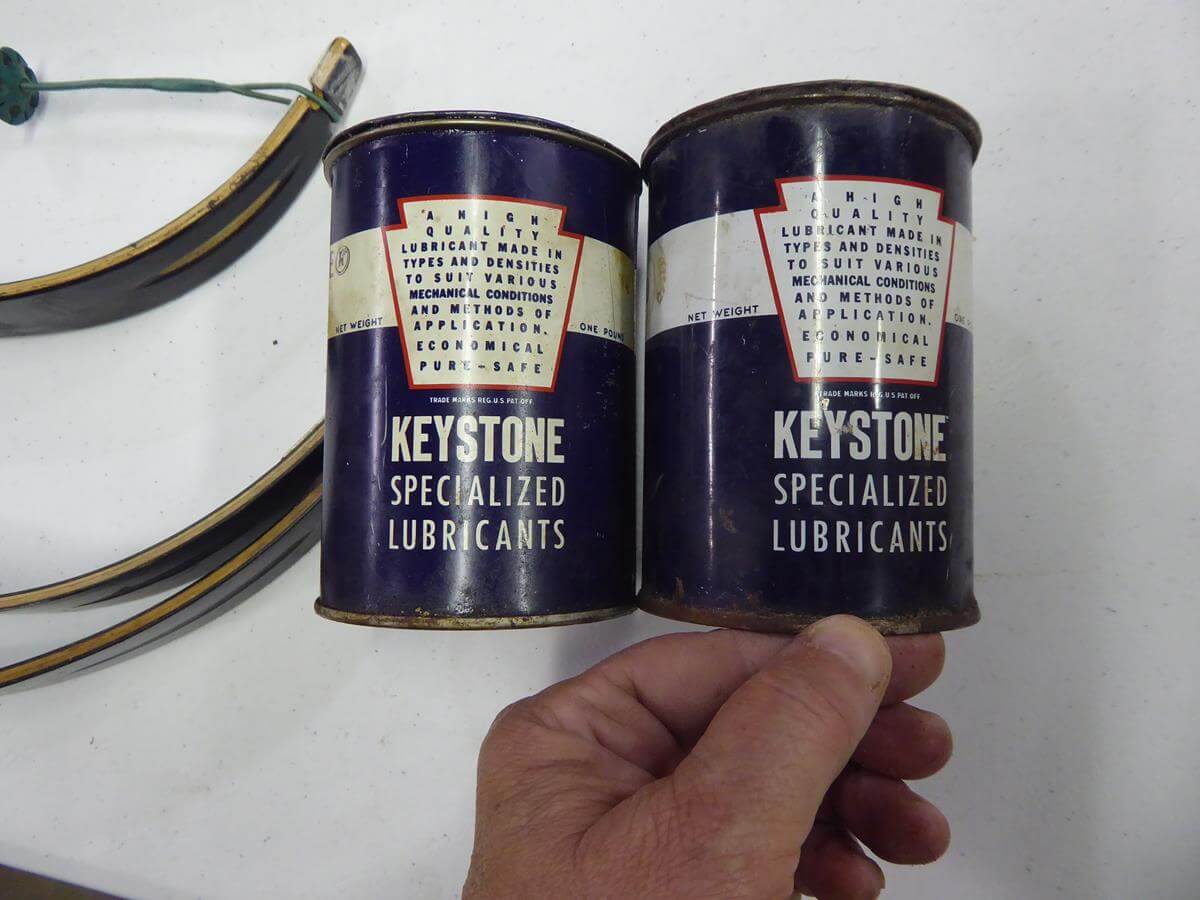 A HIGH
QUALITY
LUBRICANT MADE IN
TYPES AND DENSITIES
TO SUIT VARIOUS
MECHANICAL CONDITIONS
AND METHODS OF
APPLICATION.
ECONOMICAL
PURE-SAFE
E K
NET WEIGHT
ONE POUND
TRADE MARKS REG. U.S. PAT. OFF.
KEYSTONE
SPECIALIZED
LUBRICANTS
A HIGH
QUALITY
LUBRICANT MADE IN
TYPES AND DENSITIES
TO SUIT VARIOUS
MECHANICAL CONDITIONS
AND METHODS OF
APPLICATION.
ECONOMICAL
PURE-SAFE
NET WEIGHT
ONE
TRADE MARKS REG. U.S. PAT. OFF.
KEYSTONE
SPECIALIZED
LUBRICANTS